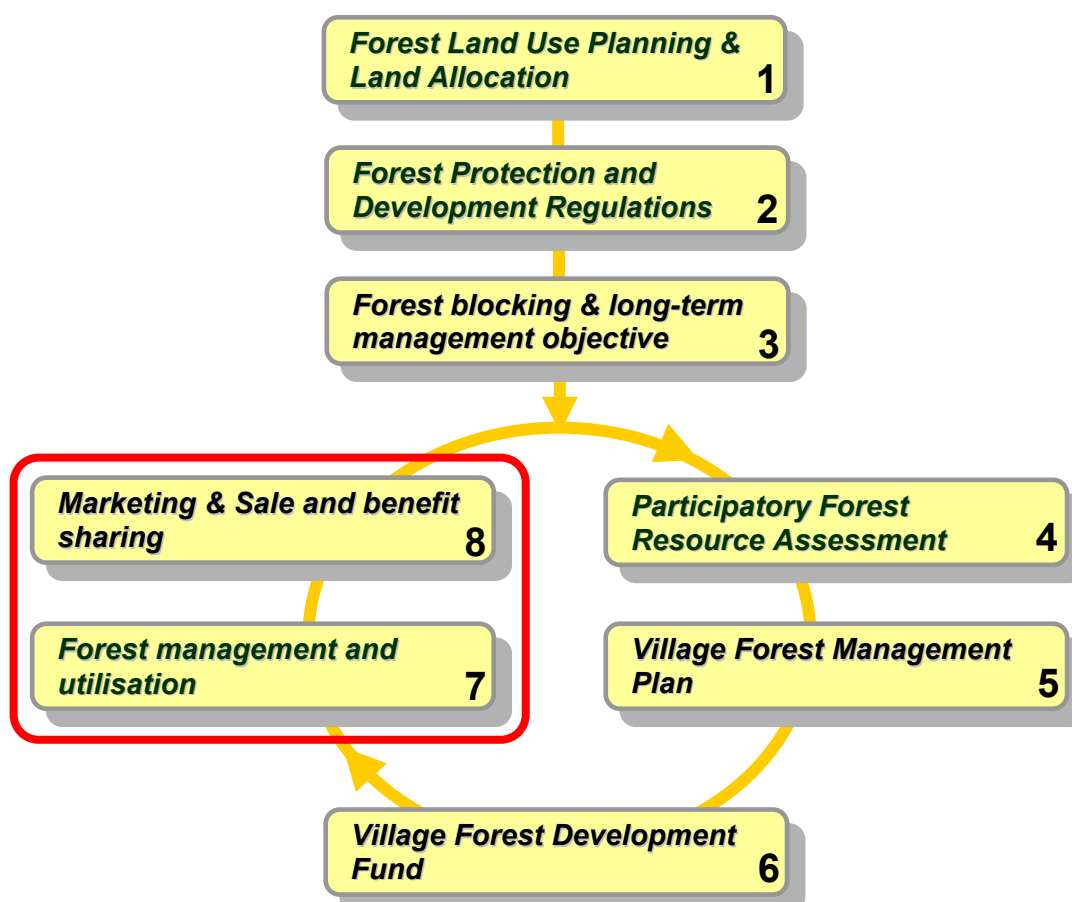 Forest Land Use Planning &
Land Allocation 1
Forest Protection and
Development Regulations 2
Forest blocking & long-term
management objective 3
Participatory Forest
Resource Assessment 4
Village Forest Management
Plan 5
Village Forest Development
Fund 6
Forest management and
utilisation 7
Marketing & Sale and benefit
sharing 8